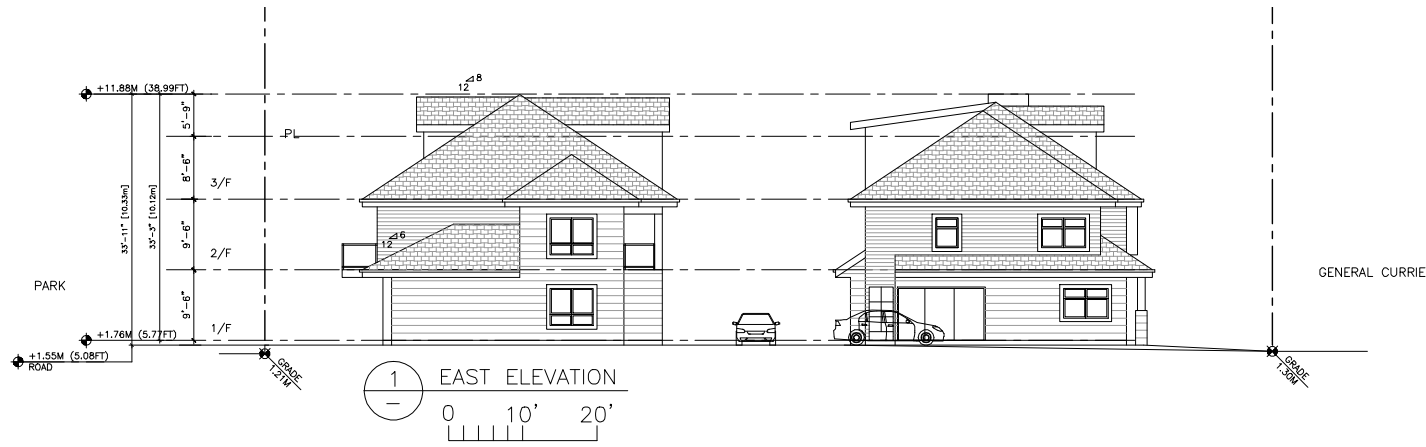 +11.88M (38.99FT)
8
12
PL
5'-9"
8'-6"
3/F
33'-11" [10.33m]
33'-3" [10.12m]
9'-6"
6
12
2/F
GENERAL CURRIE
PARK
9'-6"
1/F
+1.76M (5.77FT)
+1.55M (5.08FT)
ROAD
GRADE
1.21M
GRADE
1.30M
1
–
EAST ELEVATION
0 10' 20'